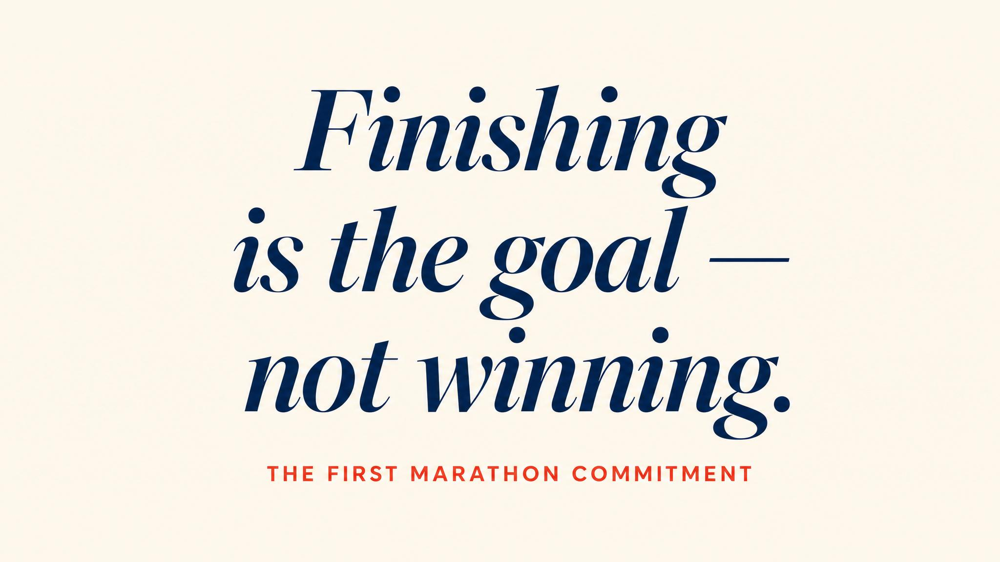 Finishing
is the goal —
not winning.
THE FIRST MARATHON COMMITMENT